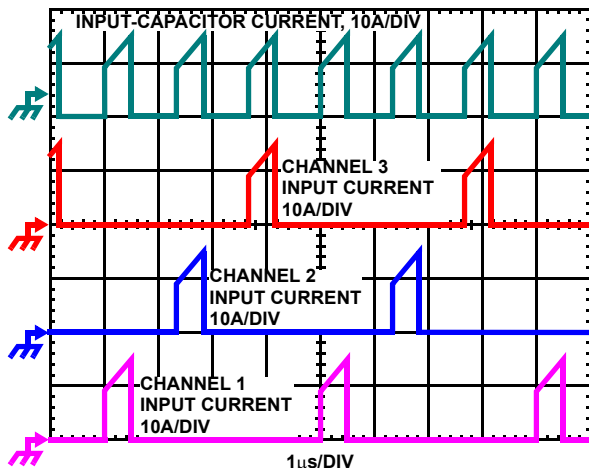 INPUT-CAPACITOR CURRENT, 10A/DIV
CHANNEL 3
INPUT CURRENT
10A/DIV
CHANNEL 2
INPUT CURRENT
10A/DIV
CHANNEL 1
INPUT CURRENT
10A/DIV
1μs/DIV